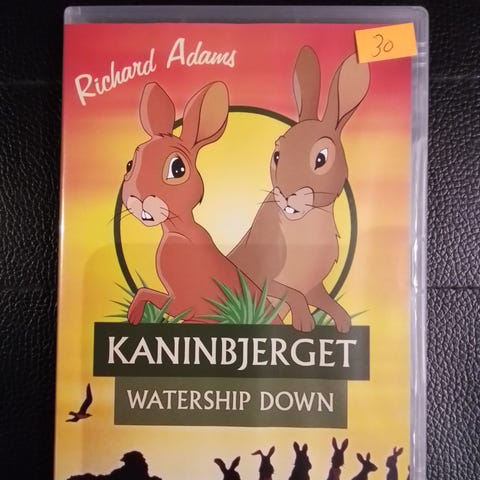 30
Richard Adams
KANINBJERGET
WATERSHIP DOWN